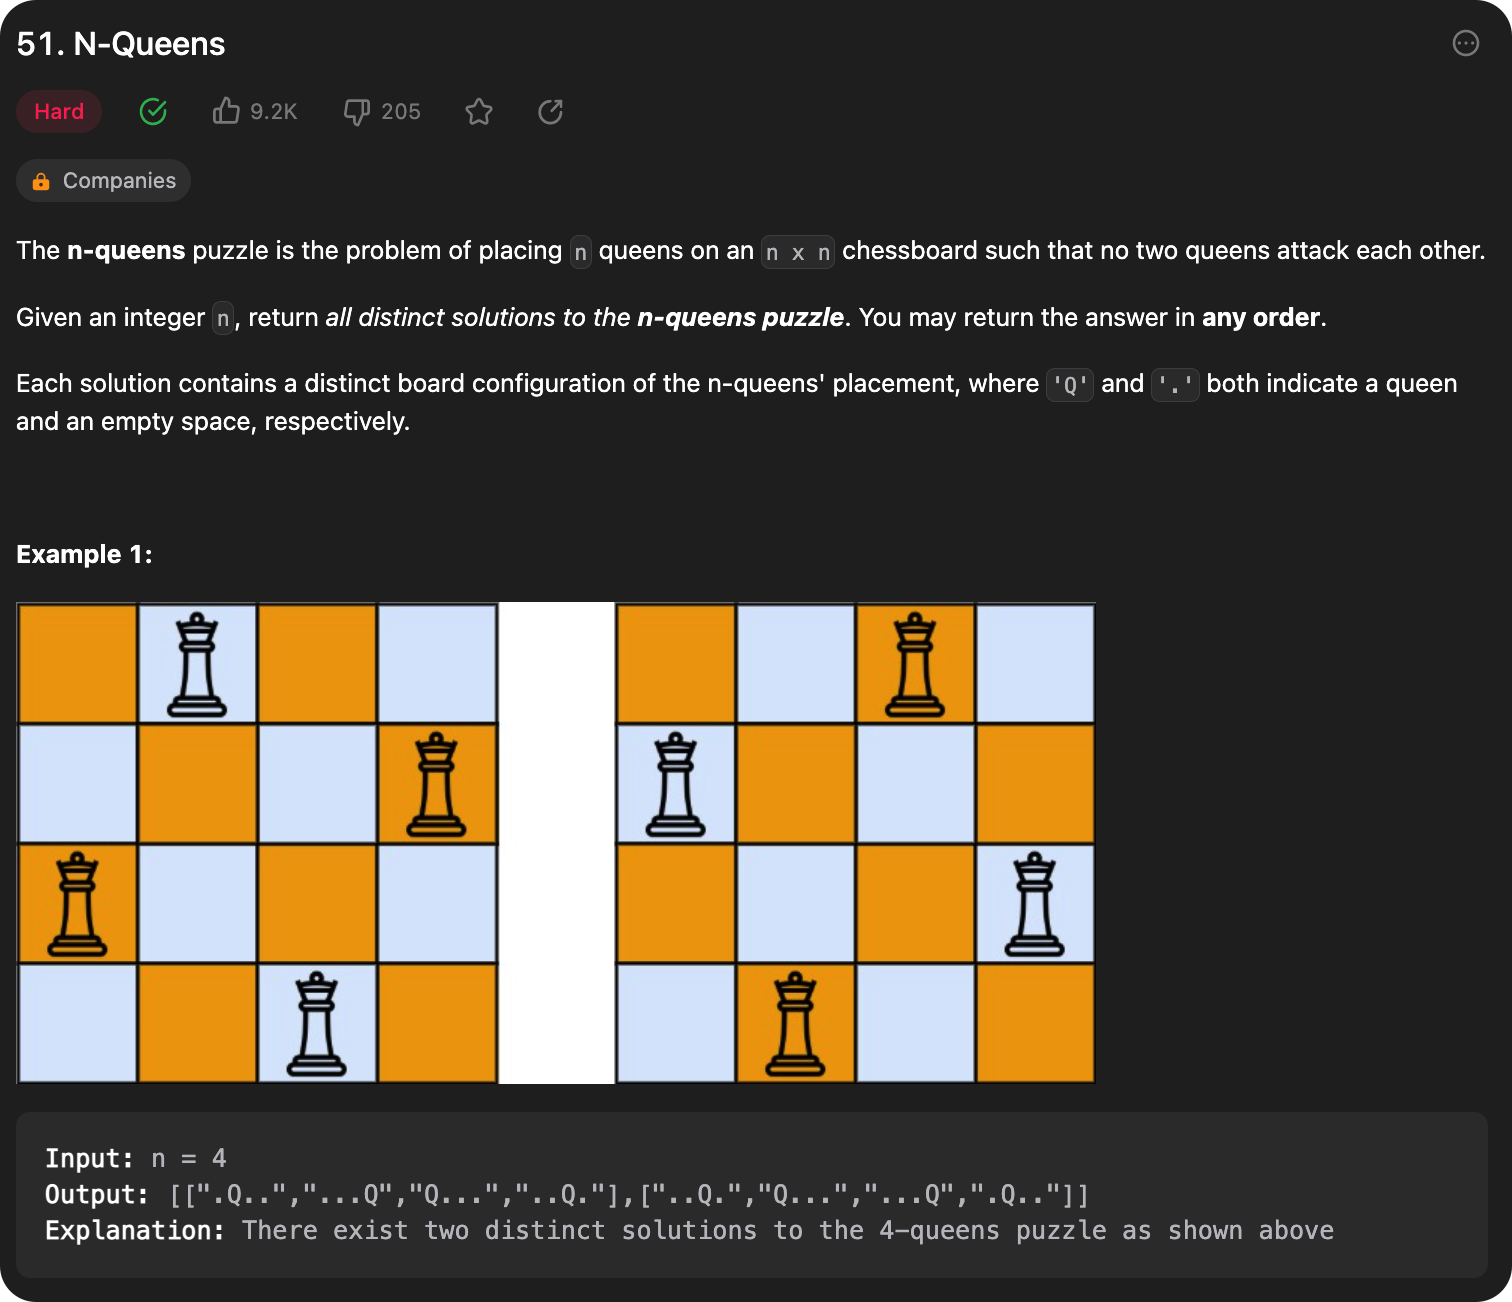 51. N-Queens
Hard 9.2K 205
Companies
The n-queens puzzle is the problem of placing n queens on an n x n chessboard such that no two queens attack each other.
Given an integer n, return all distinct solutions to the n-queens puzzle. You may return the answer in any order.
Each solution contains a distinct board configuration of the n-queens' placement, where 'Q' and '.' both indicate a queen
and an empty space, respectively.
Example 1:
Input: n = 4
Output: [[".Q..","...Q","Q...","..Q."],["..Q.","Q...","...Q",".Q.."]]
Explanation: There exist two distinct solutions to the 4-queens puzzle as shown above